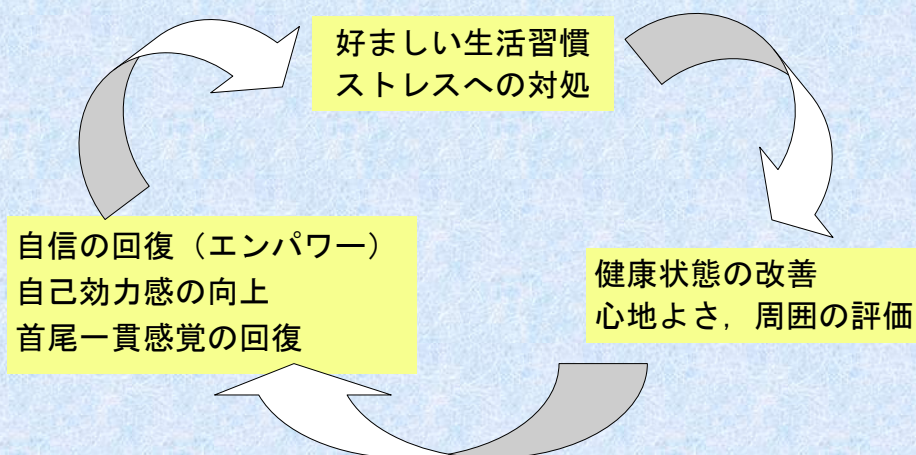 好ましい生活習慣
ストレスへの対処
自信の回復（エンパワー）
自己効力感の向上
首尾一貫感覚の回復
健康状態の改善
心地よさ，周囲の評価